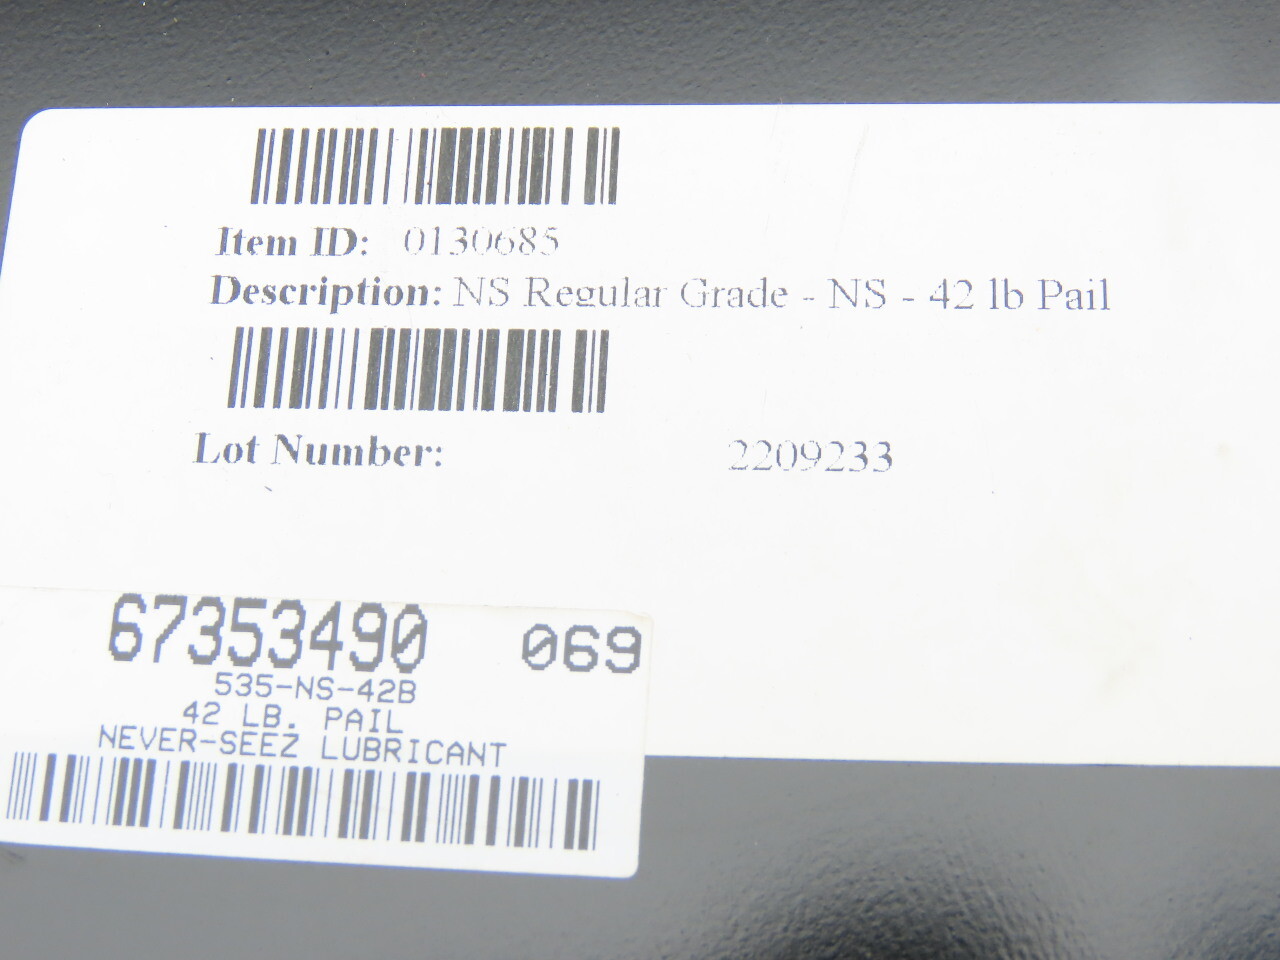 Item ID: 0130685
Description: NS Regular Grade - NS - 42 lb Pail
Lot Number: 2209233
67353490 069
535-NS-42B
42 LB. PAIL
NEVER-SEEZ LUBRICANT